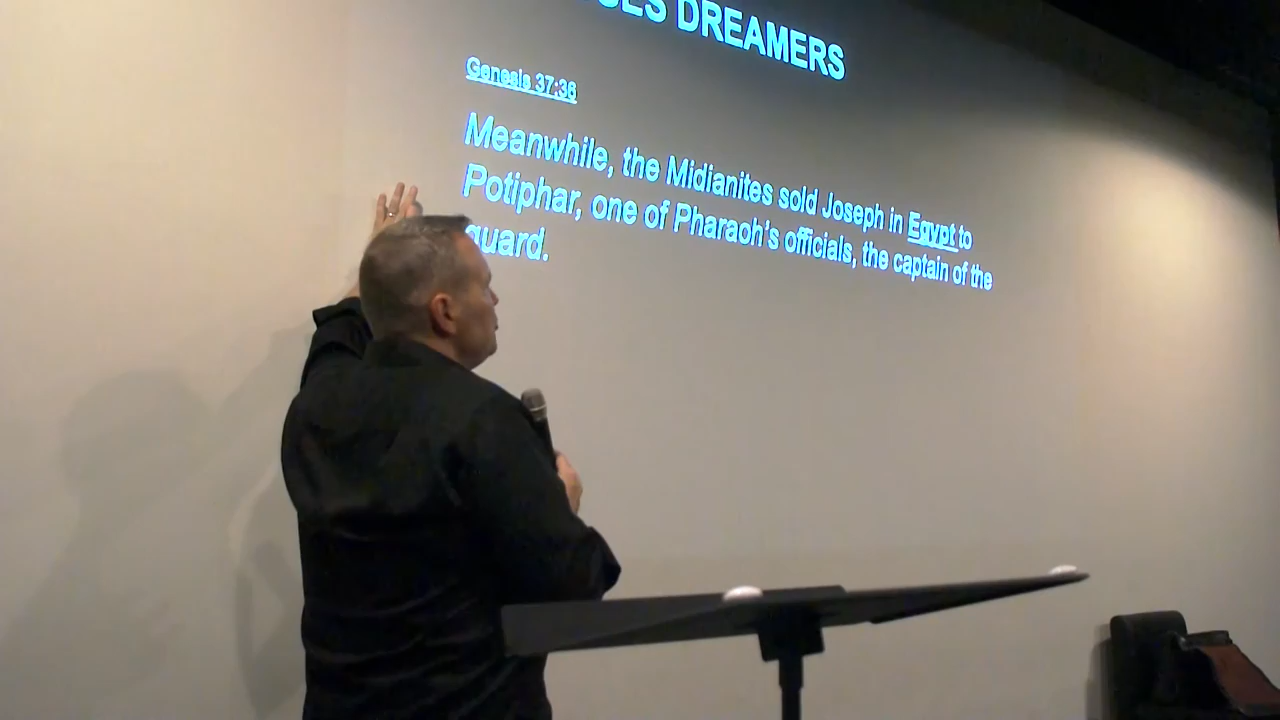 DREAMERS
Genesis 37:36
Meanwhile, the Midianites sold Joseph in Egypt to
Potiphar, one of Pharaoh's officials, the captain of the
guard.